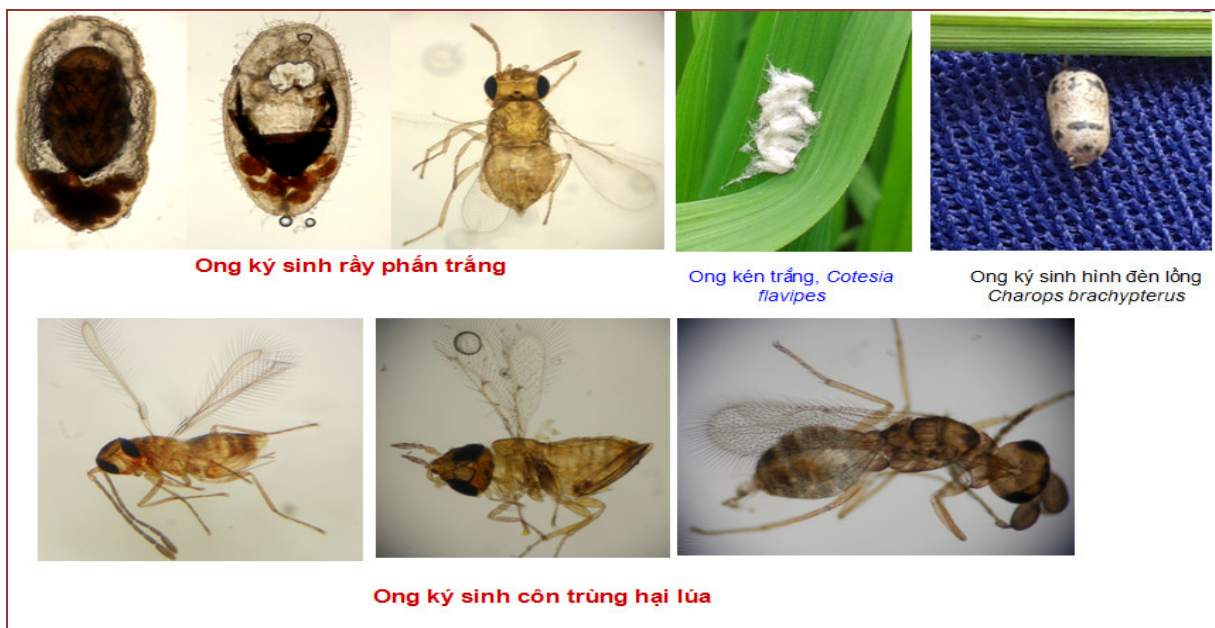 Ong ký sinh rầy phấn trắng
Ong kén trắng, Cotesia
flavipes
Ong ký sinh hình đèn lồng
Charops brachypterus
Ong ký sinh côn trùng hại lúa